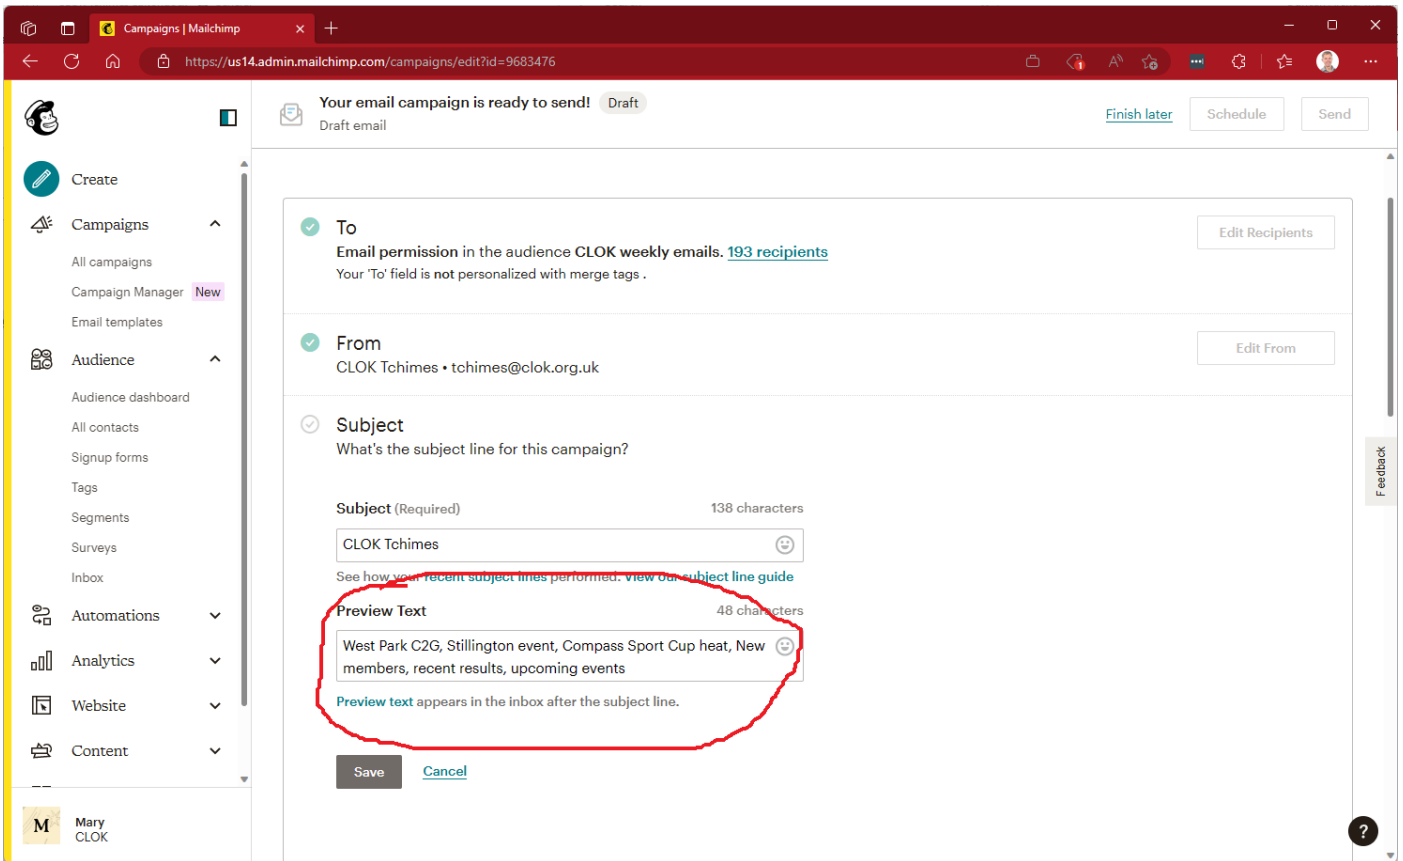 Campaigns | Mailchimp
https://us14.admin.mailchimp.com/campaigns/edit?id=9683476
1
Your email campaign is ready to send! Draft
Draft email
Finish later
Schedule
Send
Create
Campaigns
All campaigns
Campaign Manager New
Email templates
Audience
Audience dashboard
All contacts
Signup forms
Tags
Segments
Surveys
Inbox
Automations
Analytics
Website
Content
M
Mary
CLOK
To
Email permission in the audience CLOK weekly emails. 193 recipients
Your 'To' field is not personalized with merge tags .
Edit Recipients
From
CLOK Tchimes • tchimes@clok.org.uk
Edit From
Subject
What's the subject line for this campaign?
Subject (Required) 138 characters
CLOK Tchimes
See how your recent subject lines performed. View our subject line guide
Preview Text 48 characters
West Park C2G, Stillington event, Compass Sport Cup heat, New
members, recent results, upcoming events
Preview text appears in the inbox after the subject line.
Save Cancel
Feedback
?